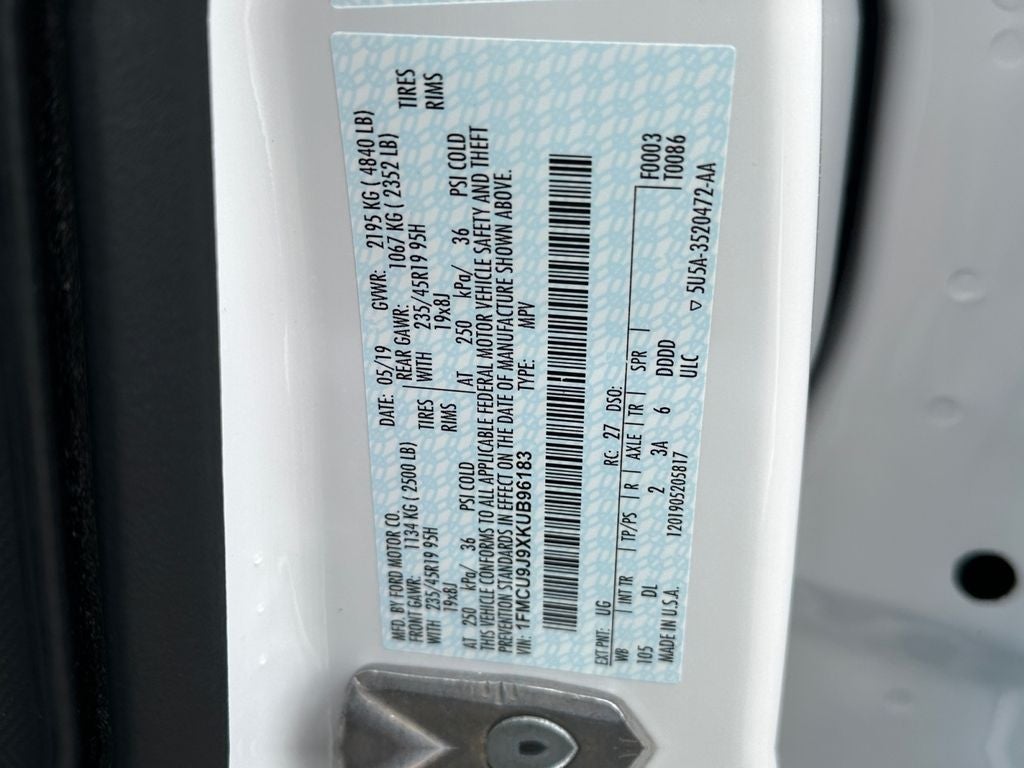 MFD. BY FORD MOTOR CO. DATE: 05/19 GVWR: 2195 KG ( 4840 LB)
FRONT GAWR: 1134 KG ( 2500 LB) REAR GAWR: 1067 KG ( 2352 LB)
WITH 235/45R19 95H TIRES WITH 235/45R19 95H TIRES
19x8J RIMS 19x8J RIMS
AT 250 kPa/ 36 PSI COLD AT 250 kPa/ 36 PSI COLD
THIS VEHICLE CONFORMS TO ALL APPLICABLE FEDERAL MOTOR VEHICLE SAFETY AND THEFT
PREVENTION STANDARDS IN EFFECT ON THE DATE OF MANUFACTURE SHOWN ABOVE.
VIN: 1FMCU9J9XKUB96183 TYPE: MPV
EXT PNT: UG RC: 27 DSO: F0003
WB INTR TP/PS R AXLE TR SPR T0086
105 DL 2 3A 6 DDDD
MADE IN U.S.A. 1201905205817 ULC 5U5A-3520472-AA